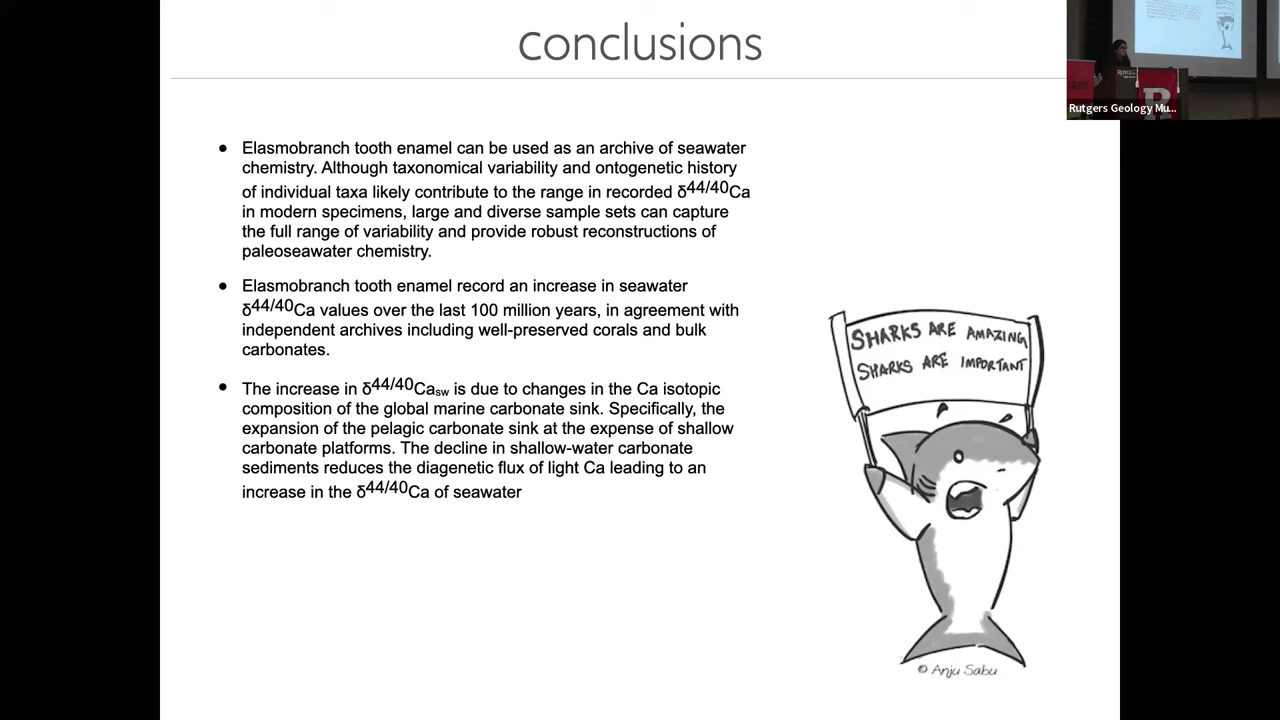 conclusions
● Elasmobranch tooth enamel can be used as an archive of seawater
chemistry. Although taxonomical variability and ontogenetic history
of individual taxa likely contribute to the range in recorded δ44/40Ca
in modern specimens, large and diverse sample sets can capture
the full range of variability and provide robust reconstructions of
paleoseawater chemistry.
● Elasmobranch tooth enamel record an increase in seawater
δ44/40Ca values over the last 100 million years, in agreement with
independent archives including well-preserved corals and bulk
carbonates.
● The increase in δ44/40Casw is due to changes in the Ca isotopic
composition of the global marine carbonate sink. Specifically, the
expansion of the pelagic carbonate sink at the expense of shallow
carbonate platforms. The decline in shallow-water carbonate
sediments reduces the diagenetic flux of light Ca leading to an
increase in the δ44/40Ca of seawater
SHARKS ARE AMAZING
SHARKS ARE IMPORTANT
© Anju Sabu
R
Rutgers Geology Mu...